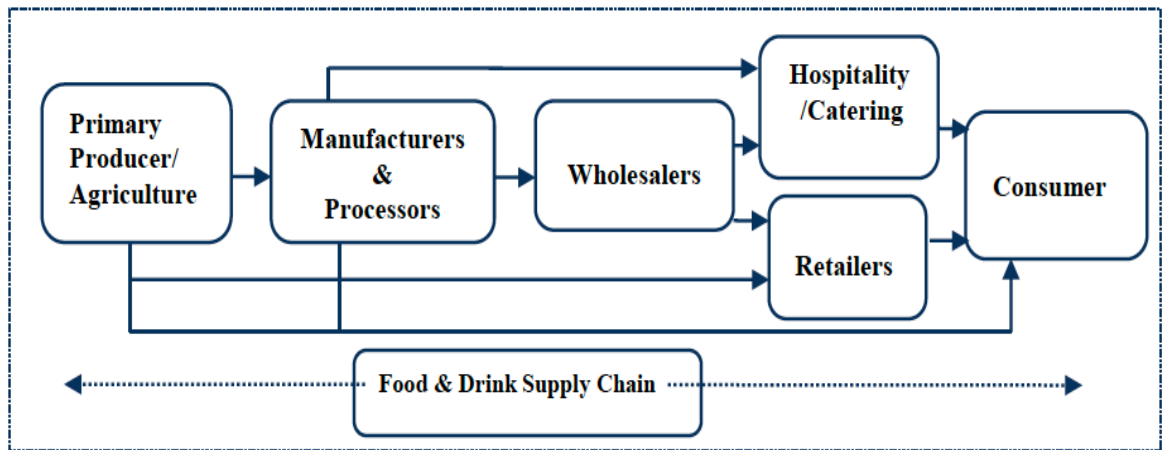 Primary
Producer/
Agriculture
Manufacturers
&
Processors
Wholesalers
Hospitality
/Catering
Retailers
Consumer
Food & Drink Supply Chain